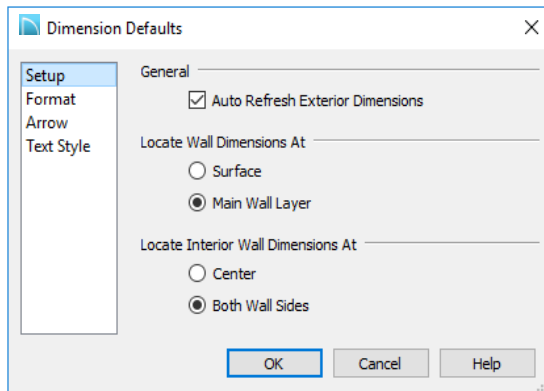 Dimension Defaults
Setup
Format
Arrow
Text Style
General
Auto Refresh Exterior Dimensions
Locate Wall Dimensions At
Surface
Main Wall Layer
Locate Interior Wall Dimensions At
Center
Both Wall Sides
OK Cancel Help